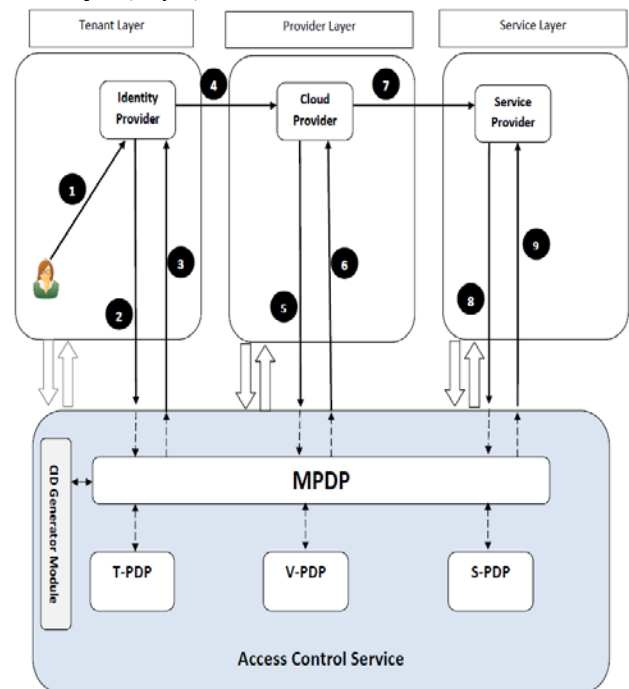 Tenant Layer
Provider Layer
Service Layer
4
7
Identity
Provider
Cloud
Provider
Service
Provider
1
2
3
5
6
8
9
CID Generator Module
MPDP
T-PDP
V-PDP
S-PDP
Access Control Service